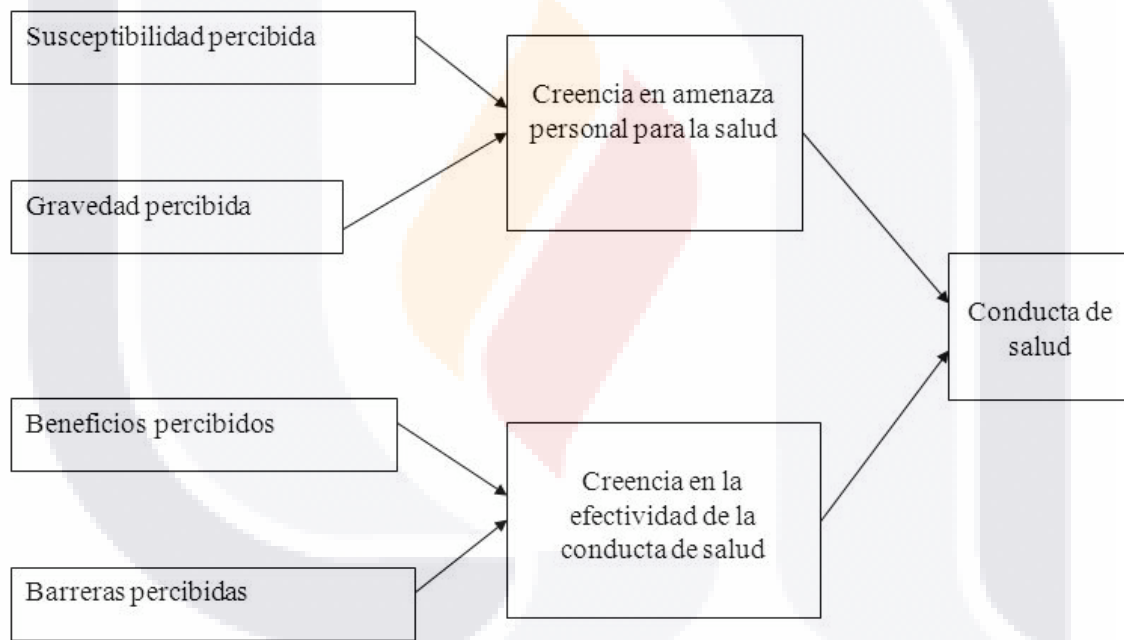 Susceptibilidad percibida
Creencia en amenaza
personal para la salud
Gravedad percibida
Conducta de
salud
Beneficios percibidos
Creencia en la
efectividad de la
conducta de salud
Barreras percibidas